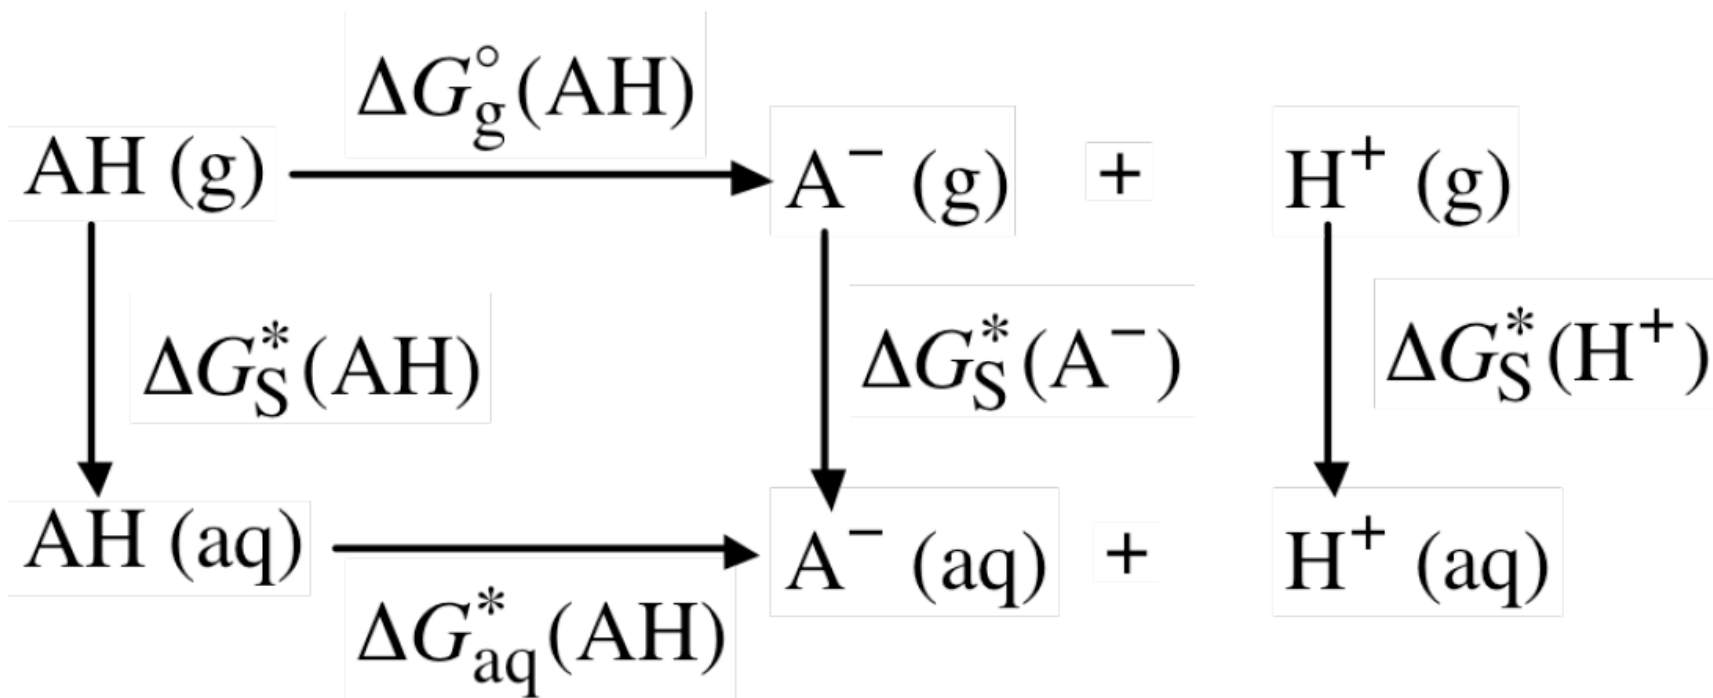 ΔG°g(AH)
AH (g) A⁻ (g) + H⁺ (g)
ΔG*S(AH) ΔG*S(A⁻) ΔG*S(H⁺)
AH (aq) A⁻ (aq) + H⁺ (aq)
ΔG*aq(AH)